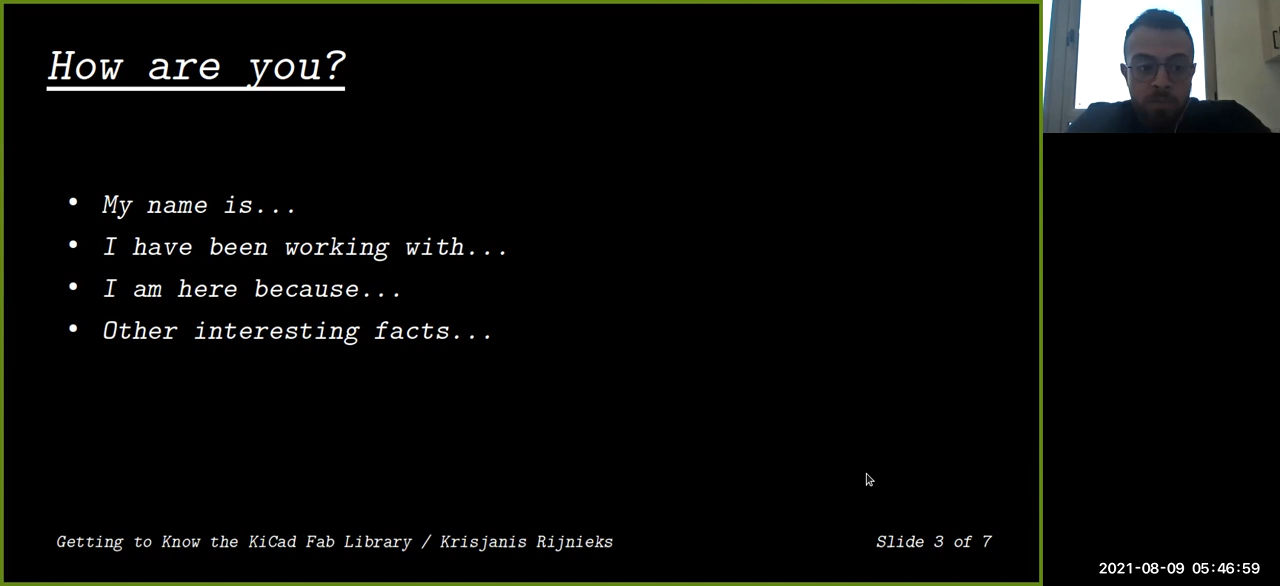 How are you?
• My name is...
• I have been working with...
• I am here because...
• Other interesting facts...
Getting to Know the KiCad Fab Library / Krisjanis Rijnieks
Slide 3 of 7
2021-08-09 05:46:59